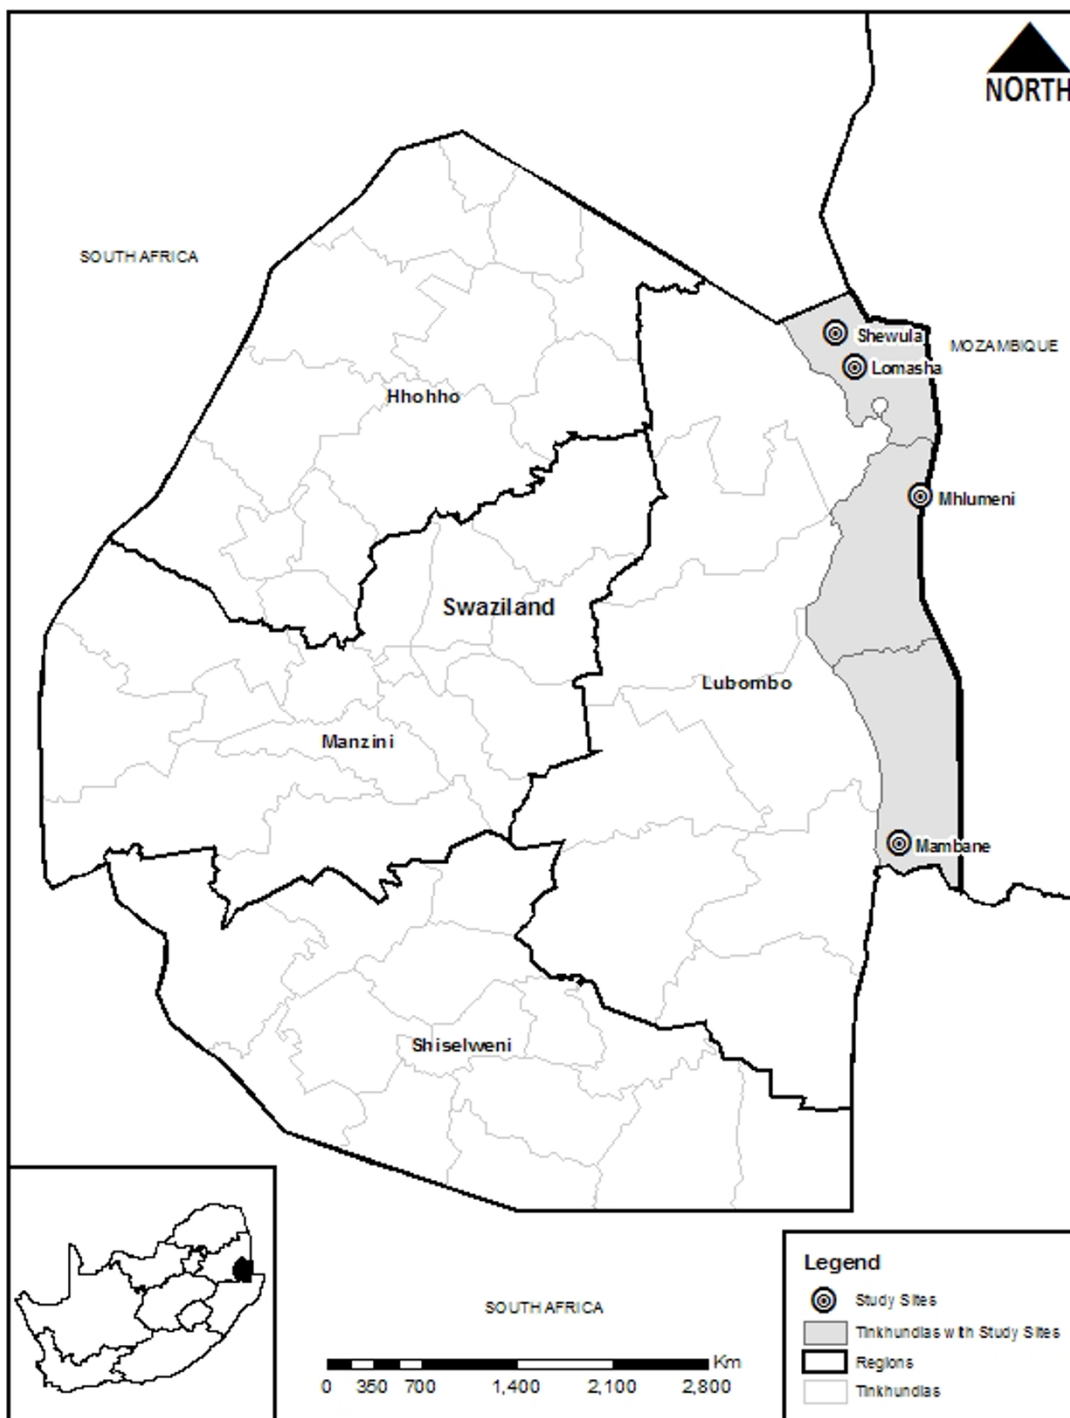 NORTH
SOUTH AFRICA
Shewula
MOZAMBIQUE
Lomasha
Hhohho
Mhlumeni
Swaziland
Lubombo
Manzini
Mambane
Shiselweni
Legend
Study Sites
SOUTH AFRICA
Tinkhundlas with Study Sites
Km
Regions
0 350 700 1,400 2,100 2,800
Tinkhundlas